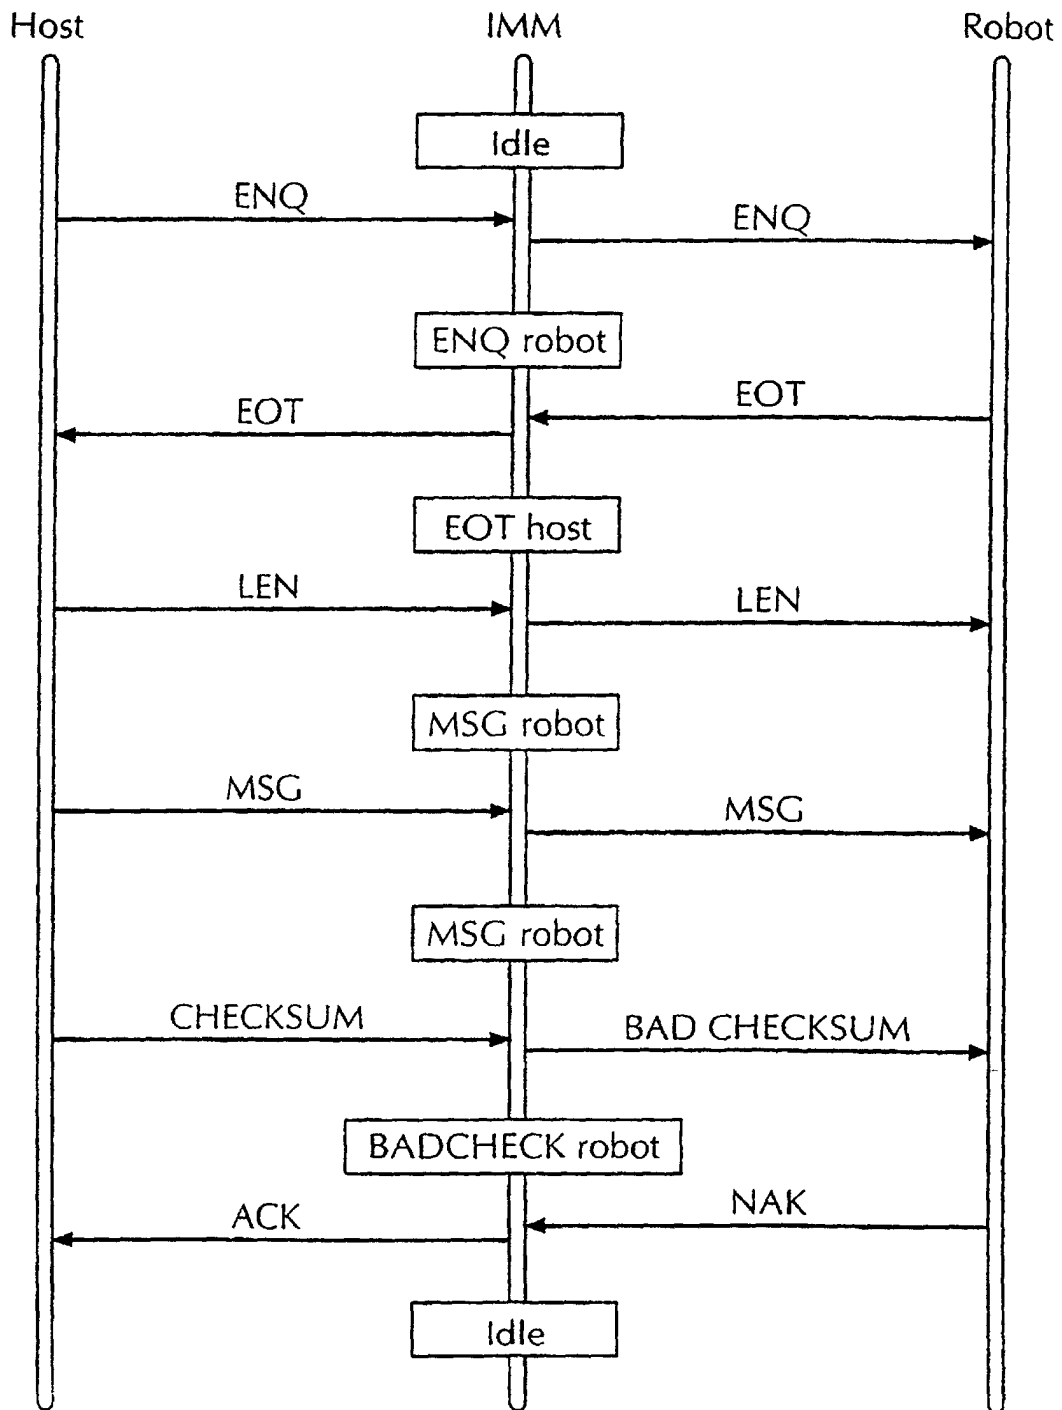 Host IMM Robot
Idle
ENQ
ENQ
ENQ robot
EOT
EOT
EOT host
LEN
LEN
MSG robot
MSG
MSG
MSG robot
CHECKSUM
BAD CHECKSUM
BADCHECK robot
NAK
ACK
Idle